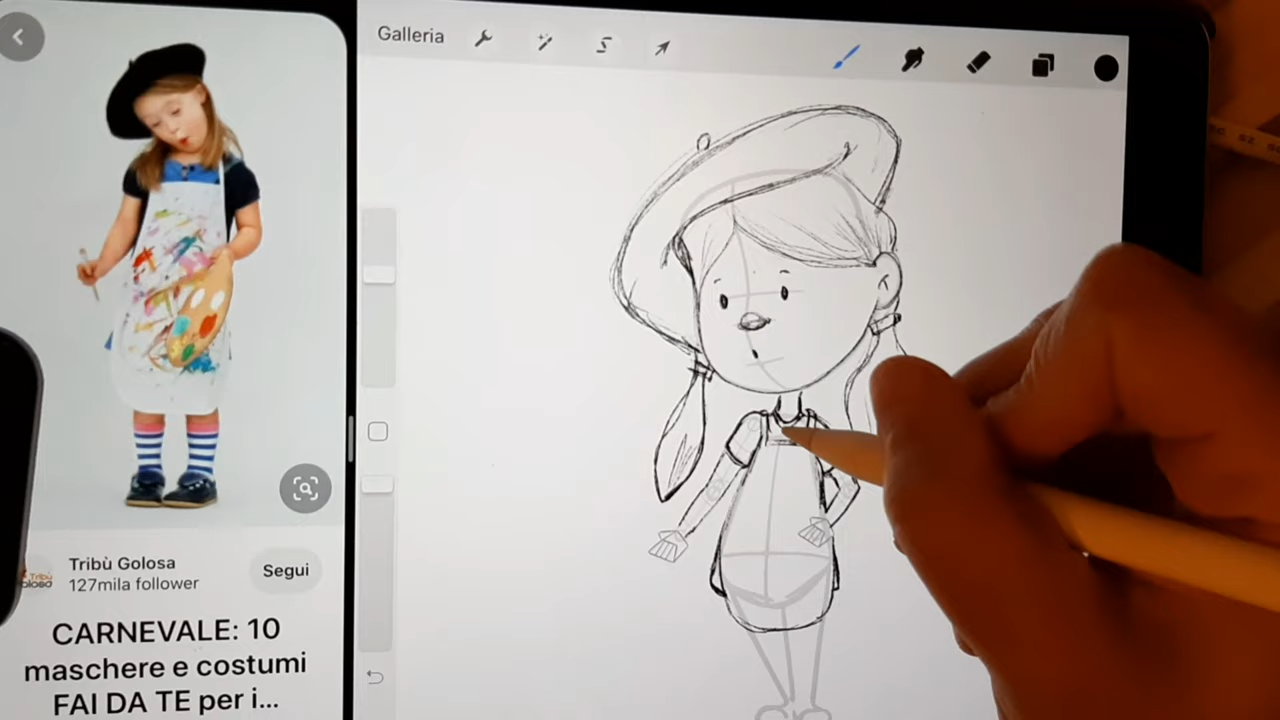 Galleria
Tribù Golosa
127mila follower
Segui
CARNEVALE: 10
maschere e costumi
FAI DA TE per i...